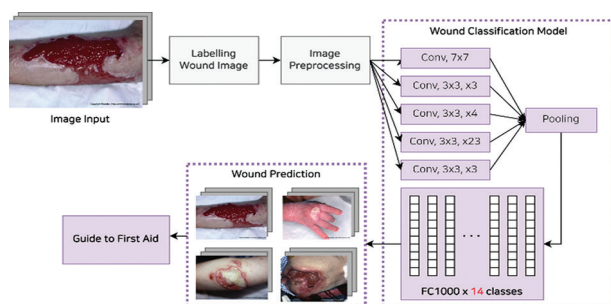 Wound Classification Model
Labelling
Wound Image
Image
Preprocessing
Conv, 7x7
Conv, 3x3, x3
Conv, 3x3, x4
Conv, 3x3, x23
Conv, 3x3, x3
Pooling
Image Input
Wound Prediction
Guide to First Aid
FC1000 x 14 classes